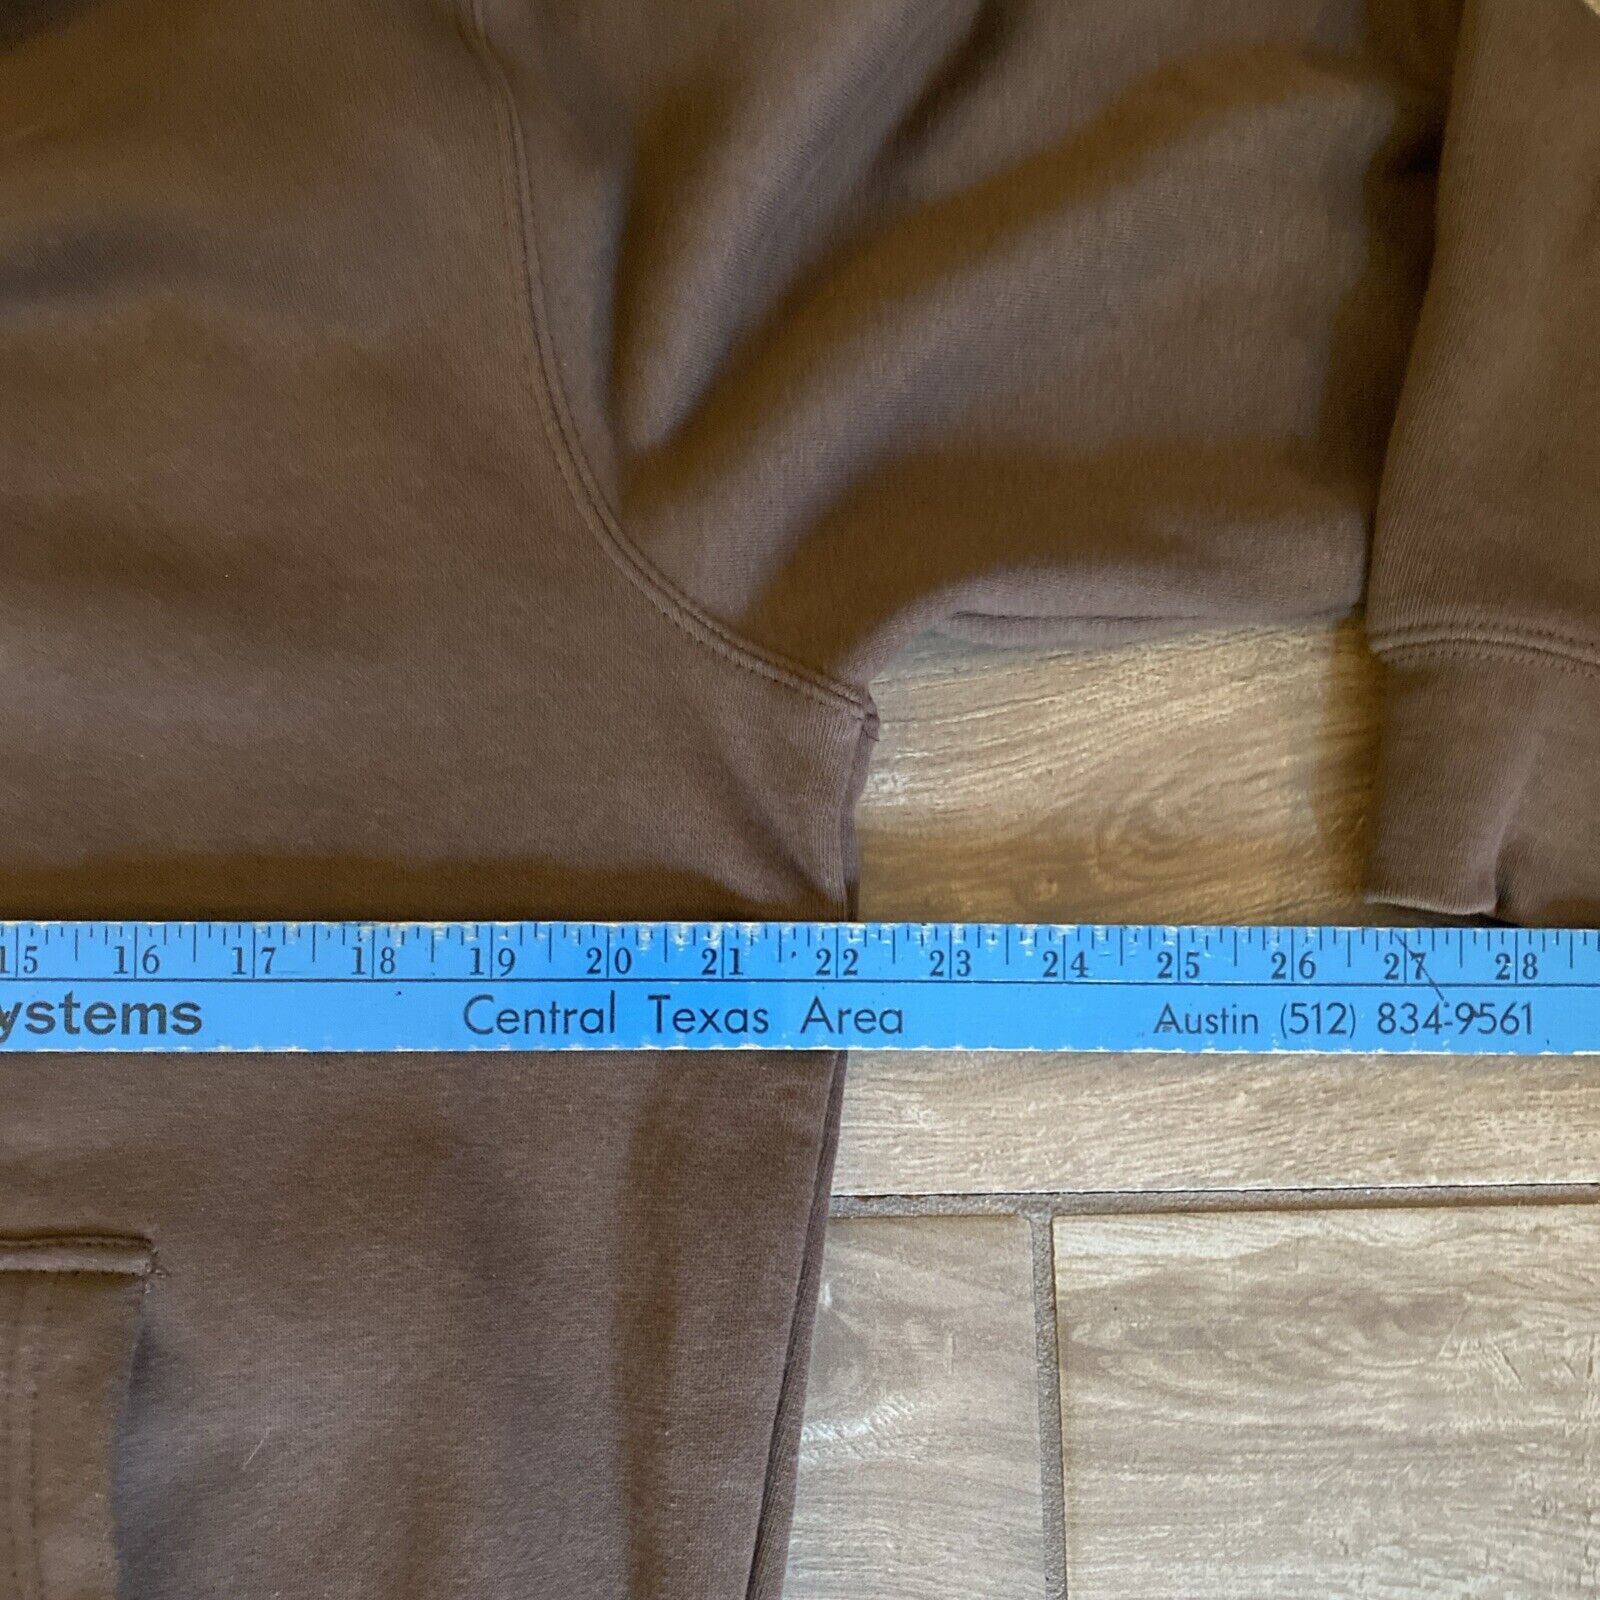 15 16 17 18 19 20 21 22 23 24 25 26 27 28
ystems Central Texas Area Austin (512) 834-9561